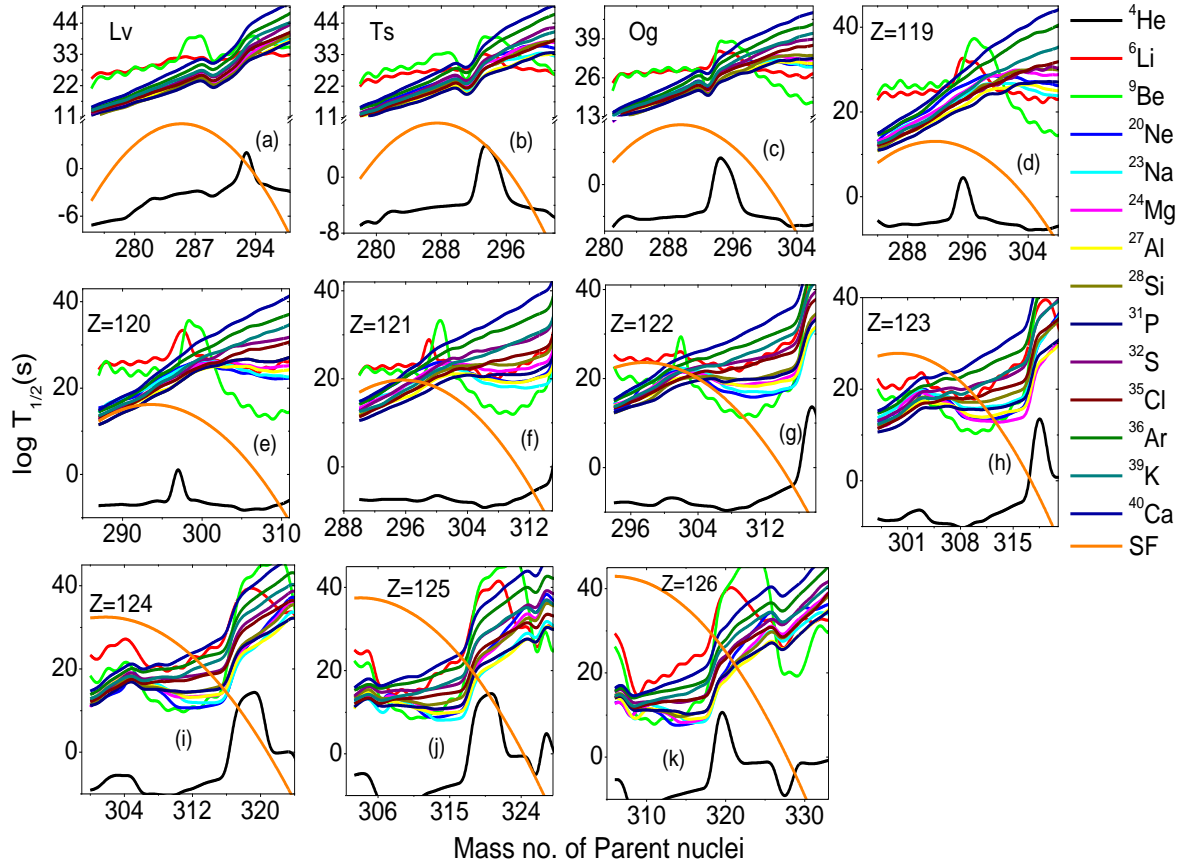 Lv
44
33
22
11
0
-6
280 287 294
(a)
Ts
44
33
22
11
0
-8
280 288 296
(b)
Og
39
26
13
0
280 288 296 304
(c)
Z=119
40
20
0
288 296 304
(d)
Z=120
40
20
0
290 300 310
(e)
Z=121
40
20
0
288 296 304 312
(f)
Z=122
40
20
0
294 300 306 312
(g)
Z=123
40
20
0
301 308 315
(h)
Z=124
40
20
0
304 312 320
(i)
Z=125
40
20
0
306 315 324
(j)
Z=126
40
20
0
310 320 330
(k)
log T1/2(s)
Mass no. of Parent nuclei
4He
6Li
9Be
20Ne
23Na
24Mg
27Al
28Si
31P
32S
35Cl
36Ar
39K
40Ca
SF